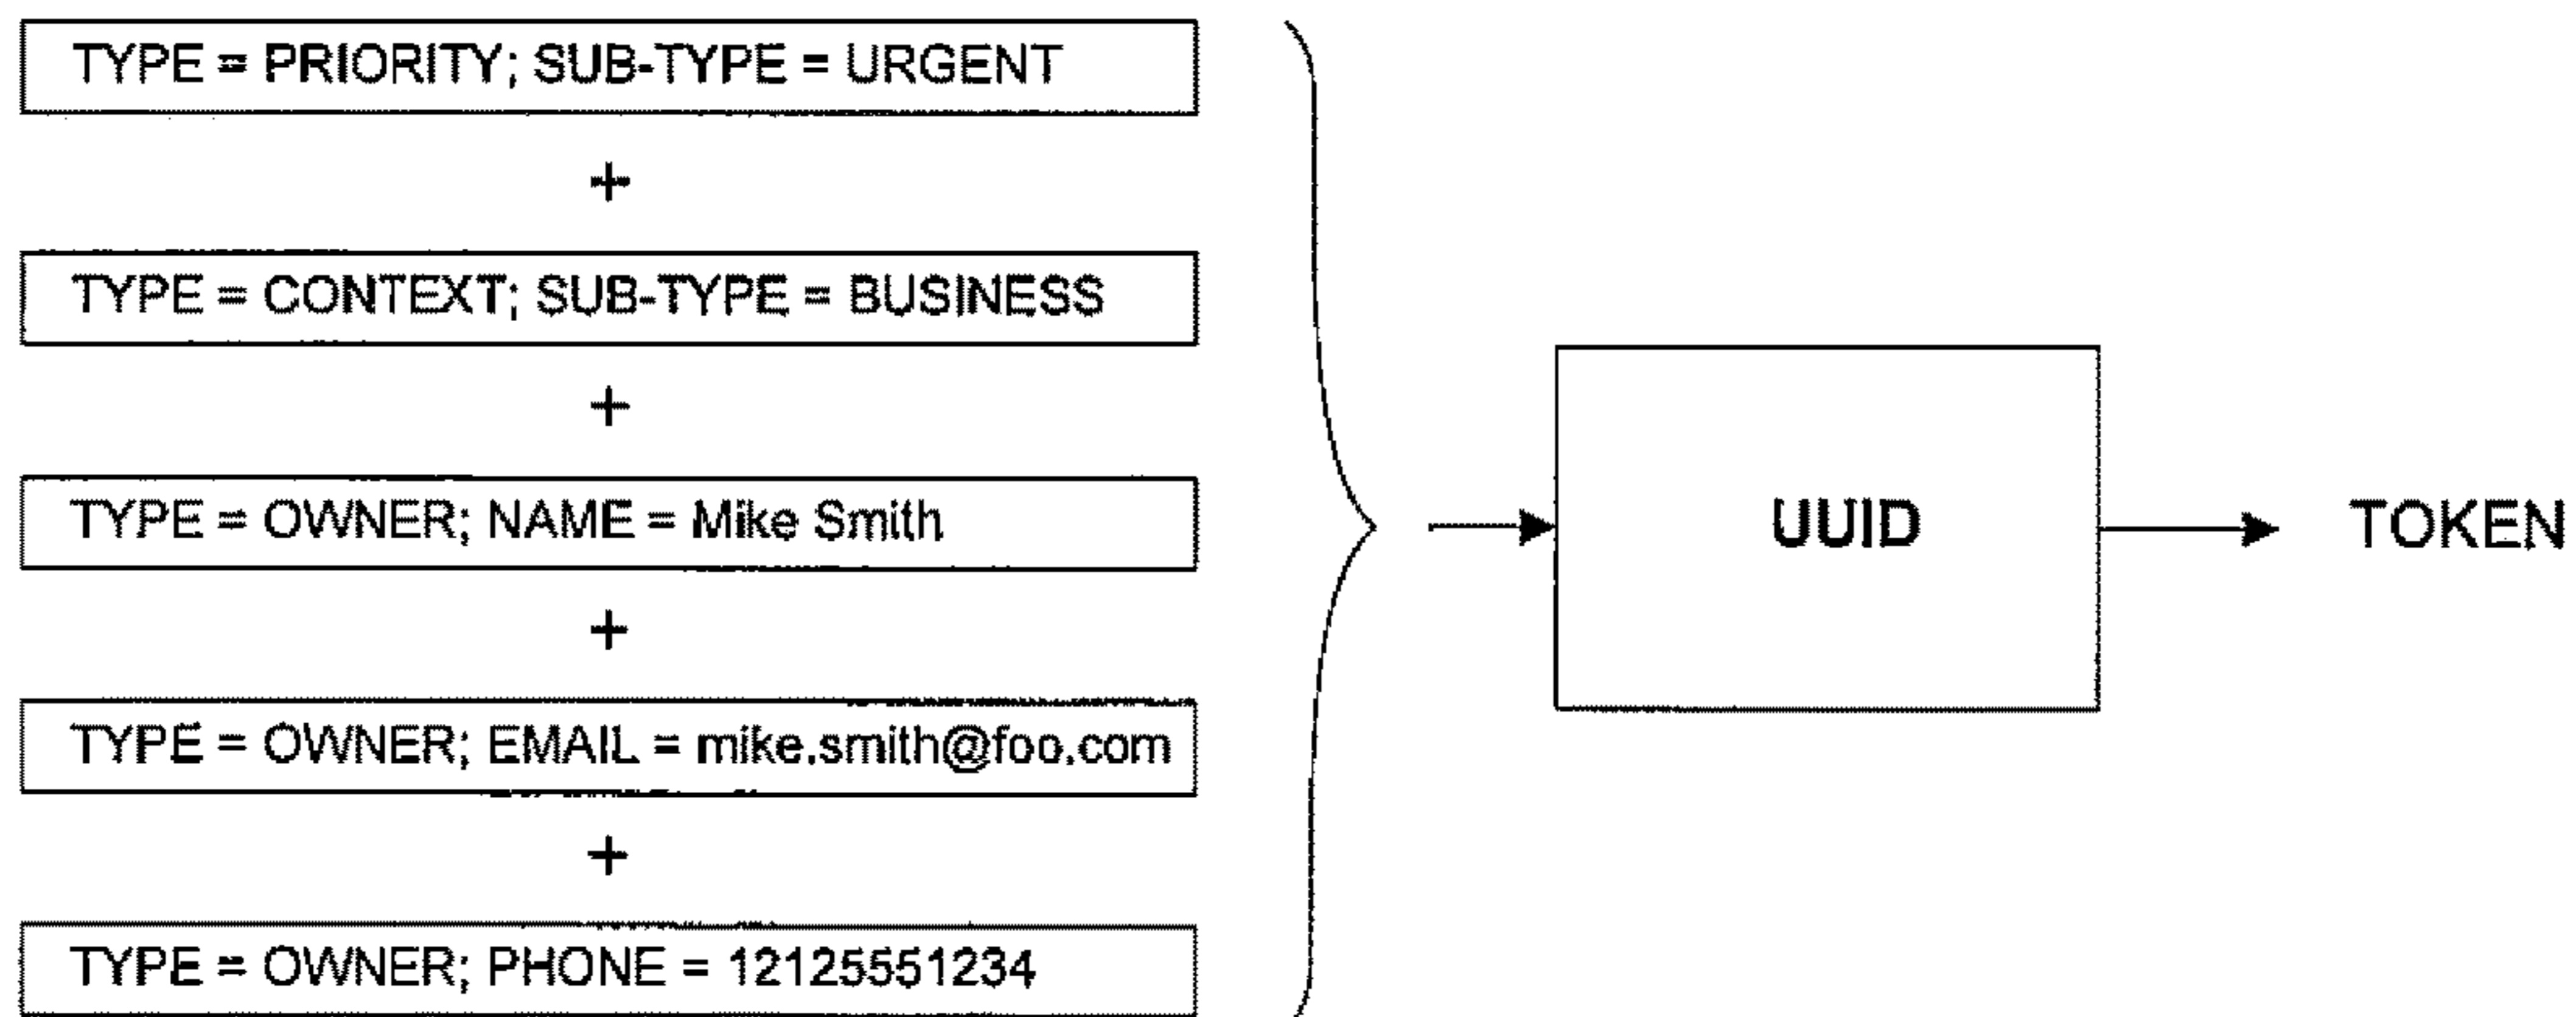 TYPE = PRIORITY; SUB-TYPE = URGENT
+
TYPE = CONTEXT; SUB-TYPE = BUSINESS
+
TYPE = OWNER; NAME = Mike Smith
+
TYPE = OWNER; EMAIL = mike.smith@foo.com
+
TYPE = OWNER; PHONE = 12125551234
UUID
TOKEN